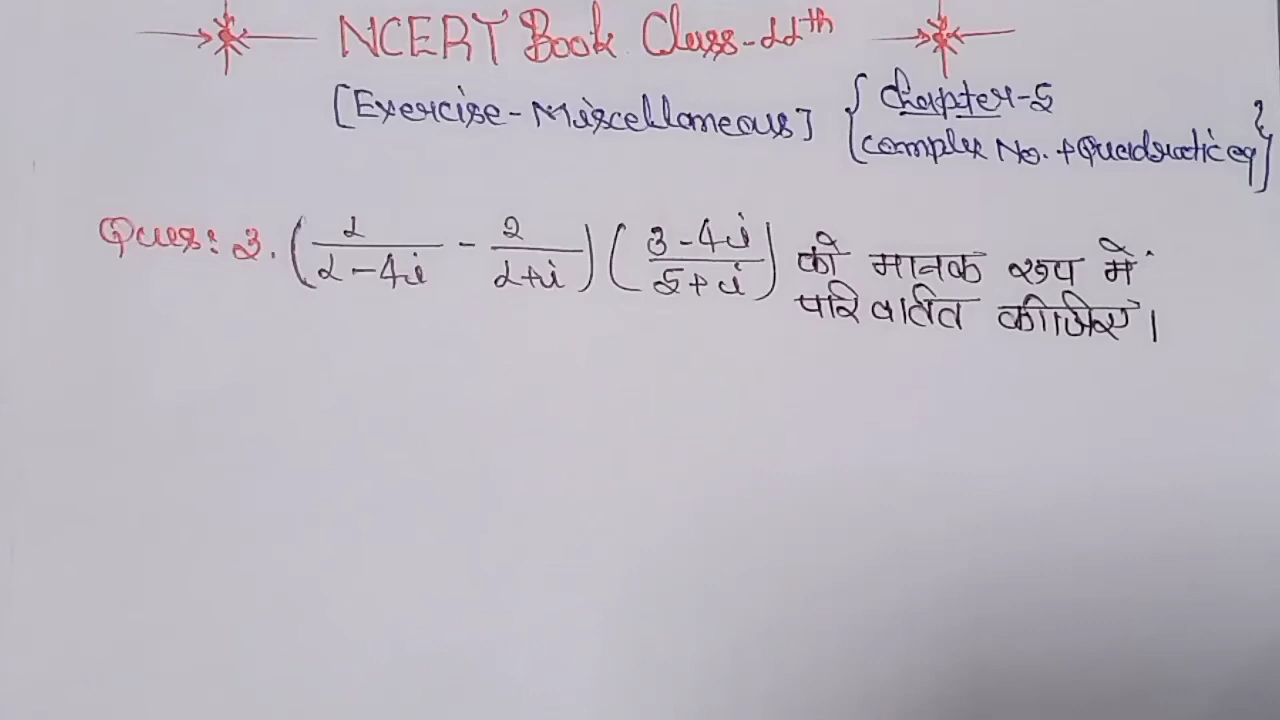 NCERT Book Class-11th
[Exercise-Miscellaneous] { Chapter-5
complex No. + Quadratic eq }
Ques: 3. (1/(1-4i) - 2/(1+i)) ((3-4i)/(5+i)) को मानक रूप में
परिवर्तित कीजिए।